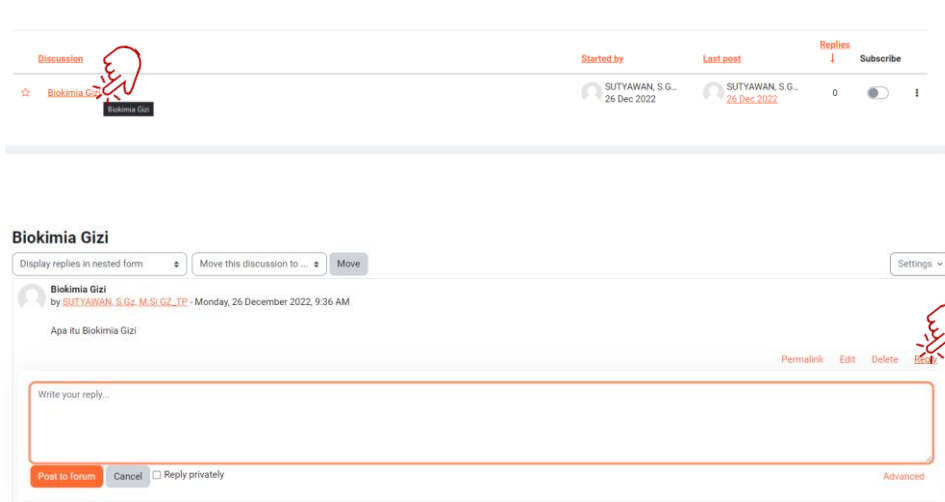 Discussion Started by Last post Replies ↓ Subscribe
Biokimia Gizi SUTYAWAN, S.G... SUTYAWAN, S.G... 0
26 Dec 2022 26 Dec 2022
Biokimia Gizi
Biokimia Gizi
Display replies in nested form Move this discussion to ... Move Settings
Biokimia Gizi
by SUTYAWAN, S.Gz, M.Si GZ_TP - Monday, 26 December 2022, 9:36 AM
Apa itu Biokimia Gizi
Permalink Edit Delete Reply
Write your reply...
Post to forum Cancel Reply privately Advanced